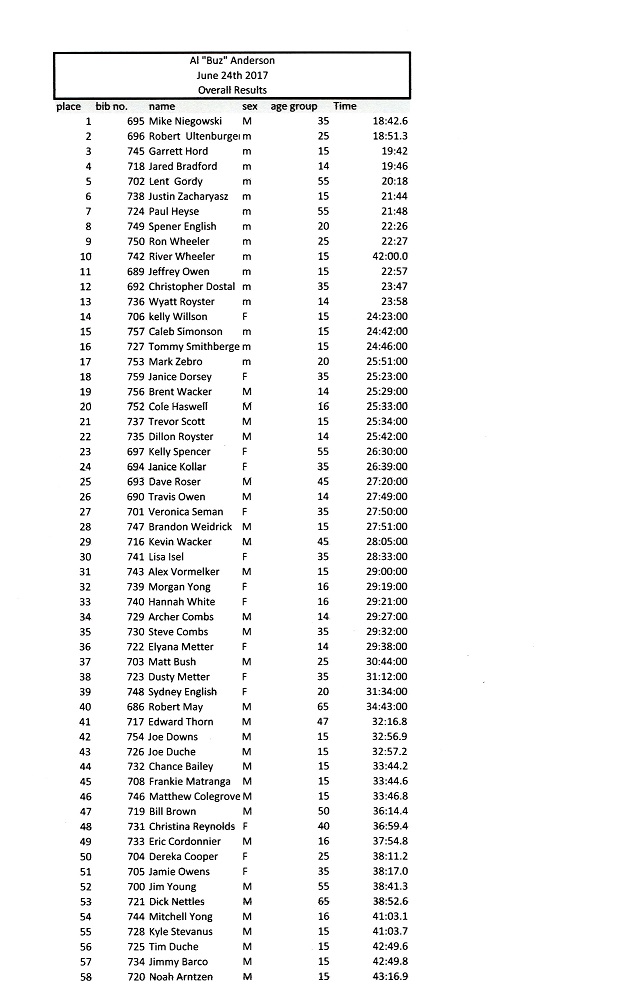 Al "Buz" Anderson
June 24th 2017
Overall Results
place bib no. name sex age group Time
1 695 Mike Niegowski M 35 18:42.6
2 696 Robert Ultenburger m 25 18:51.3
3 745 Garrett Hord m 15 19:42
4 718 Jared Bradford m 14 19:46
5 702 Lent Gordy m 55 20:18
6 738 Justin Zacharyasz m 15 21:44
7 724 Paul Heyse m 55 21:48
8 749 Spener English m 20 22:26
9 750 Ron Wheeler m 25 22:27
10 742 River Wheeler m 15 42:00.0
11 689 Jeffrey Owen m 15 22:57
12 692 Christopher Dostal m 35 23:47
13 736 Wyatt Royster m 14 23:58
14 706 kelly Willson F 15 24:23:00
15 757 Caleb Simonson m 15 24:42:00
16 727 Tommy Smithberge m 15 24:46:00
17 753 Mark Zebro m 20 25:51:00
18 759 Janice Dorsey F 35 25:23:00
19 756 Brent Wacker M 14 25:29:00
20 752 Cole Haswell M 16 25:33:00
21 737 Trevor Scott M 15 25:34:00
22 735 Dillon Royster M 14 25:42:00
23 697 Kelly Spencer F 55 26:30:00
24 694 Janice Kollar F 35 26:39:00
25 693 Dave Roser M 45 27:20:00
26 690 Travis Owen M 14 27:49:00
27 701 Veronica Seman F 35 27:50:00
28 747 Brandon Weidrick M 15 27:51:00
29 716 Kevin Wacker M 45 28:05:00
30 741 Lisa Isel F 35 28:33:00
31 743 Alex Vormelker M 15 29:00:00
32 739 Morgan Yong F 16 29:19:00
33 740 Hannah White F 16 29:21:00
34 729 Archer Combs M 14 29:27:00
35 730 Steve Combs M 35 29:32:00
36 722 Elyana Metter F 14 29:38:00
37 703 Matt Bush M 25 30:44:00
38 723 Dusty Metter F 35 31:12:00
39 748 Sydney English F 20 31:34:00
40 686 Robert May M 65 34:43:00
41 717 Edward Thorn M 47 32:16.8
42 754 Joe Downs M 15 32:56.9
43 726 Joe Duche M 15 32:57.2
44 732 Chance Bailey M 15 33:44.2
45 708 Frankie Matranga M 15 33:44.6
46 746 Matthew Colegrove M 15 33:46.8
47 719 Bill Brown M 50 36:14.4
48 731 Christina Reynolds F 40 36:59.4
49 733 Eric Cordonnier M 16 37:54.8
50 704 Dereka Cooper F 25 38:11.2
51 705 Jamie Owens F 35 38:17.0
52 700 Jim Young M 55 38:41.3
53 721 Dick Nettles M 65 38:52.6
54 744 Mitchell Yong M 16 41:03.1
55 728 Kyle Stevanus M 15 41:03.7
56 725 Tim Duche M 15 42:49.6
57 734 Jimmy Barco M 15 42:49.8
58 720 Noah Arntzen M 15 43:16.9